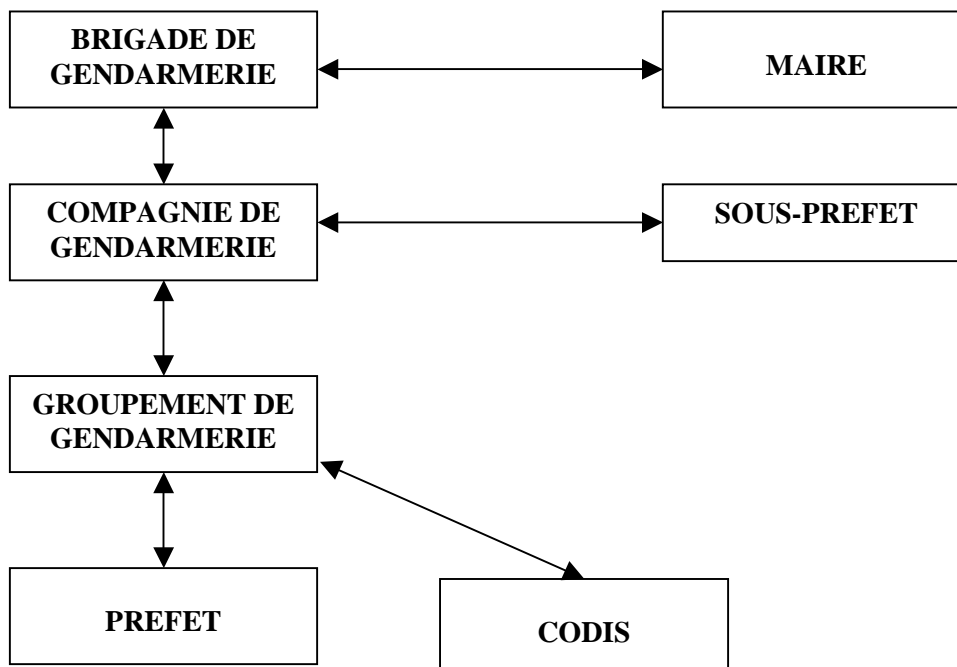 BRIGADE DE
GENDARMERIE
MAIRE
COMPAGNIE DE
GENDARMERIE
SOUS-PREFET
GROUPEMENT DE
GENDARMERIE
PREFET
CODIS